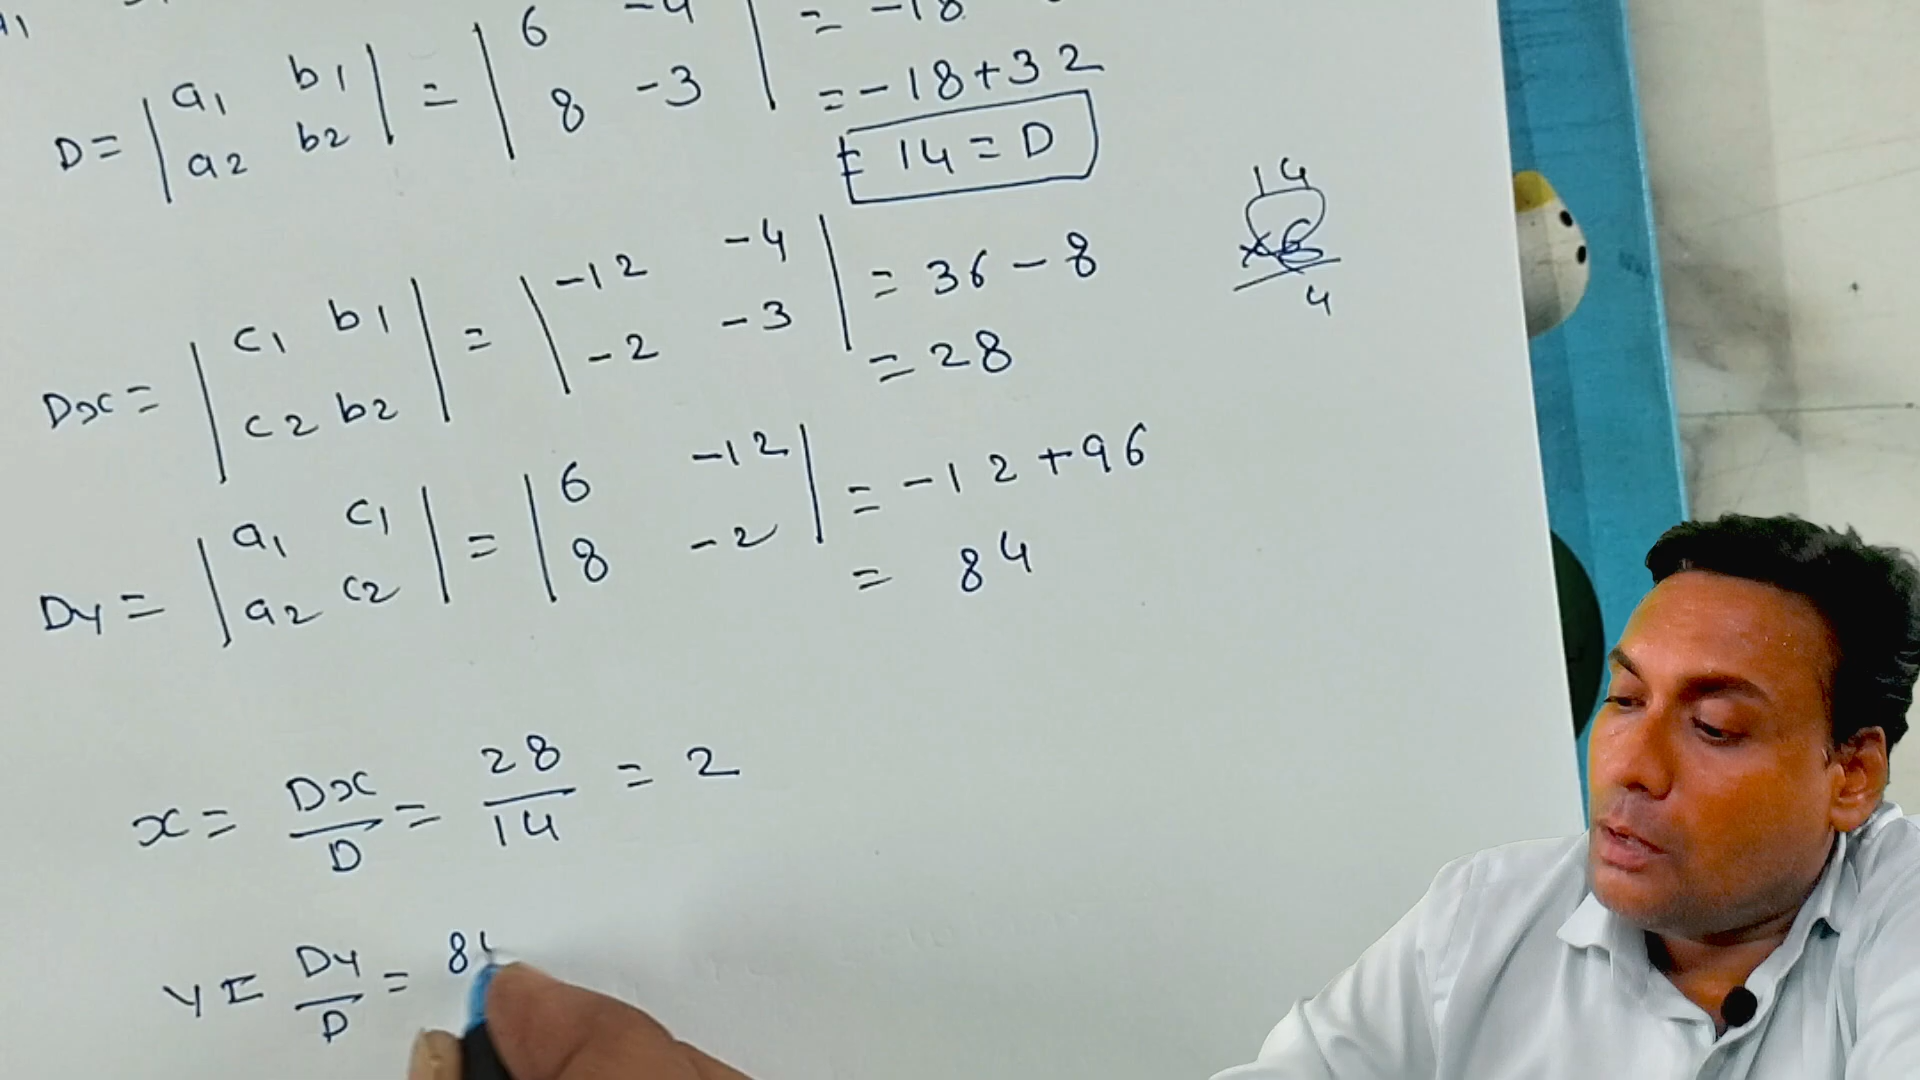 6 -4 = -18
D = | a1 b1 | = | 8 -3 | = -18+32
a2 b2
= 14 = D
14
×6
4
Dx = | c1 b1 | = | -12 -4 | = 36 - 8
c2 b2 -2 -3 = 28
Dy = | a1 c1 | = | 6 -12 | = -12 + 96
a2 c2 8 -2 = 84
x = Dx/D = 28/14 = 2
y = Dy/D = 8